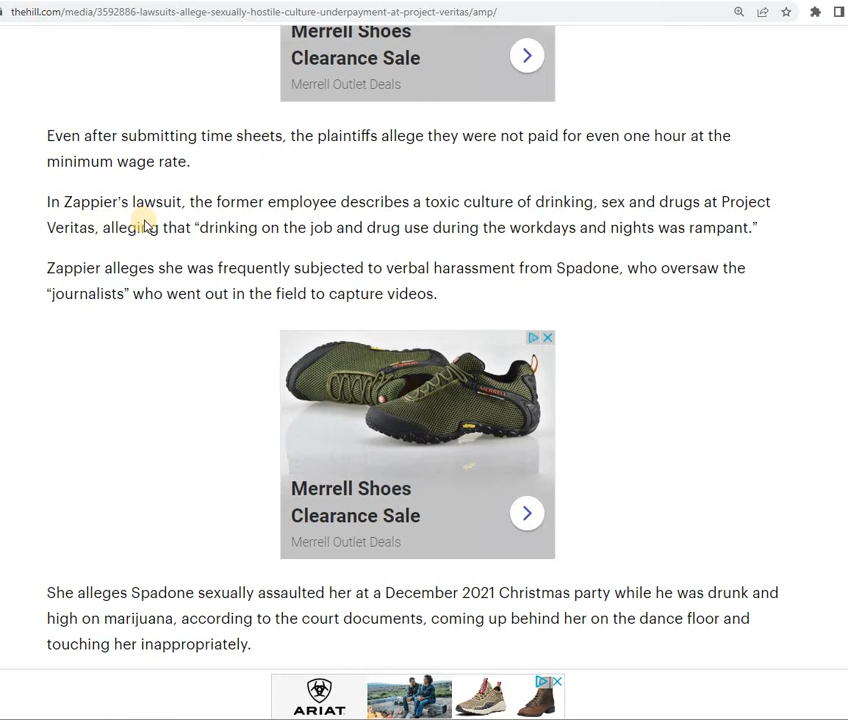 thehill.com/media/3592886-lawsuits-allege-sexually-hostile-culture-underpayment-at-project-veritas/amp/
Merrell Shoes
Clearance Sale
Merrell Outlet Deals
Even after submitting time sheets, the plaintiffs allege they were not paid for even one hour at the
minimum wage rate.
In Zappier’s lawsuit, the former employee describes a toxic culture of drinking, sex and drugs at Project
Veritas, alleging that “drinking on the job and drug use during the workdays and nights was rampant.”
Zappier alleges she was frequently subjected to verbal harassment from Spadone, who oversaw the
“journalists” who went out in the field to capture videos.
MERRELL
Merrell Shoes
Clearance Sale
Merrell Outlet Deals
She alleges Spadone sexually assaulted her at a December 2021 Christmas party while he was drunk and
high on marijuana, according to the court documents, coming up behind her on the dance floor and
touching her inappropriately.
ARIAT